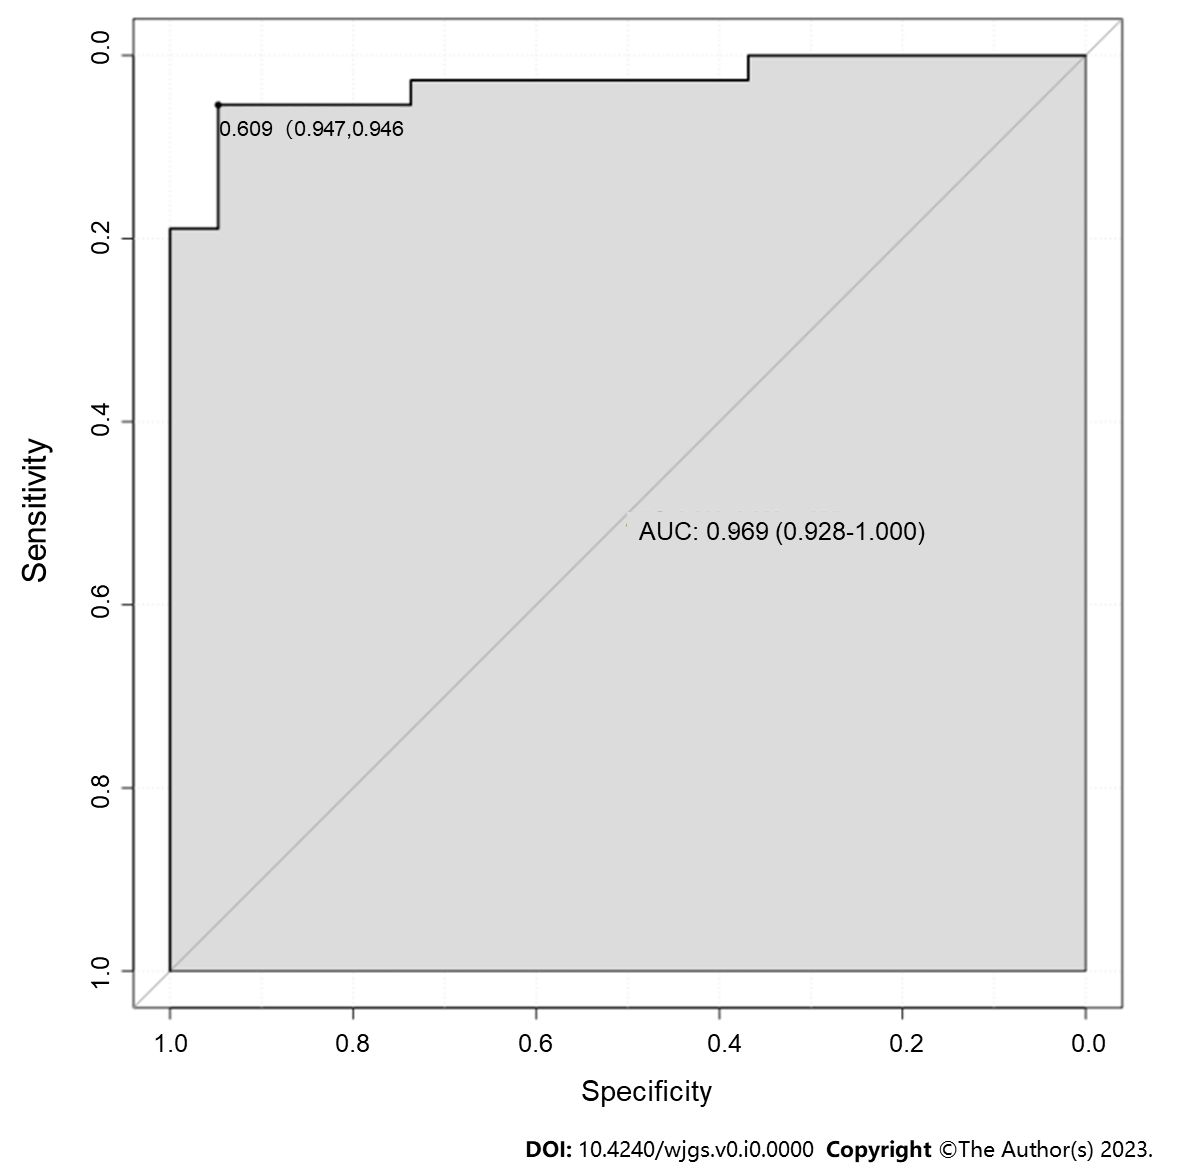 0.0
0.2
0.4
0.6
0.8
1.0
Sensitivity
0.609 (0.947,0.946
AUC: 0.969 (0.928-1.000)
1.0 0.8 0.6 0.4 0.2 0.0
Specificity
DOI: 10.4240/wjgs.v0.i0.0000 Copyright ©The Author(s) 2023.